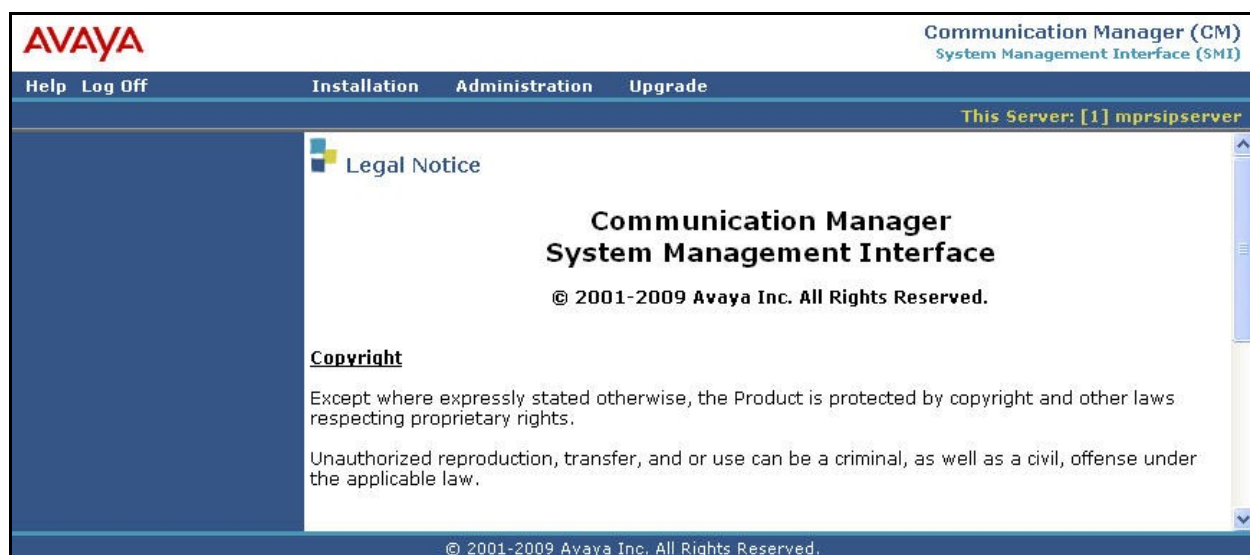 AVAYA
Communication Manager (CM)
System Management Interface (SMI)
Help Log Off Installation Administration Upgrade
This Server: [1] mprsipserver
Legal Notice
Communication Manager
System Management Interface
© 2001-2009 Avaya Inc. All Rights Reserved.
Copyright
Except where expressly stated otherwise, the Product is protected by copyright and other laws
respecting proprietary rights.
Unauthorized reproduction, transfer, and or use can be a criminal, as well as a civil, offense under
the applicable law.
© 2001-2009 Avaya Inc. All Rights Reserved.